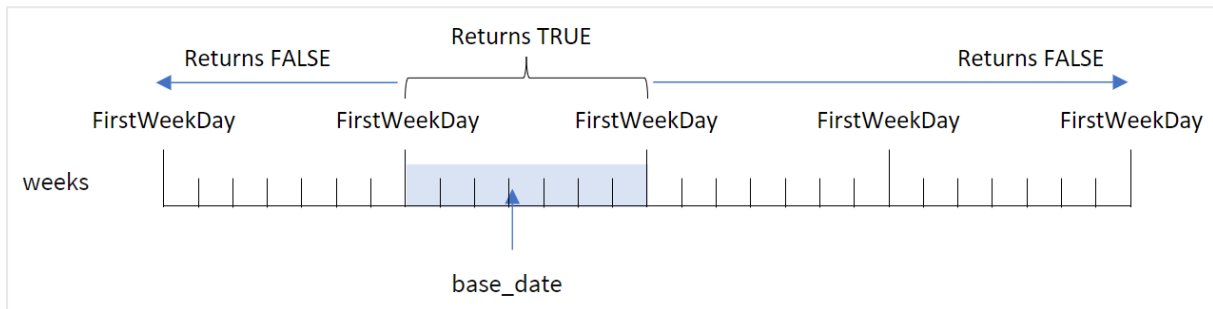 Returns TRUE
Returns FALSE Returns FALSE
FirstWeekDay FirstWeekDay FirstWeekDay FirstWeekDay FirstWeekDay
weeks
base_date